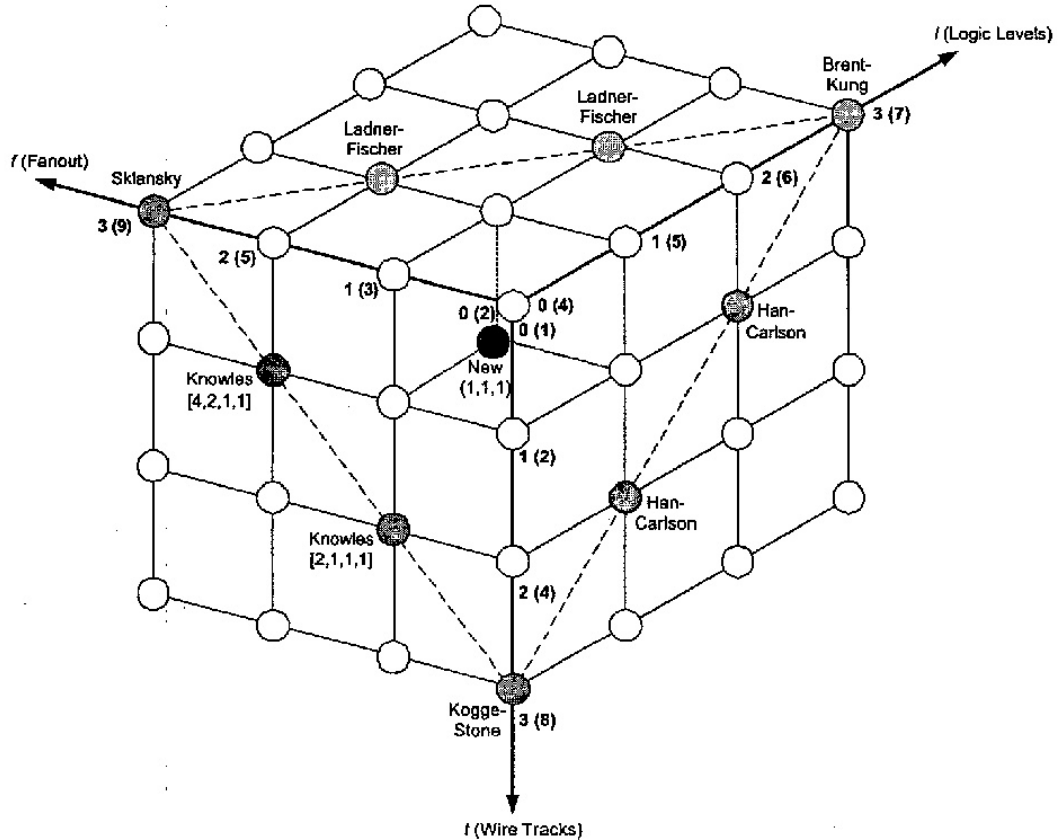 l (Logic Levels)
Brent-
Kung
3 (7)
Ladner-
Fischer
Ladner-
Fischer
f (Fanout)
Sklansky
3 (9)
2 (6)
2 (5)
1 (5)
1 (3)
0 (2)
0 (4)
0 (1)
New
(1,1,1)
Han-
Carlson
Knowles
[4,2,1,1]
1 (2)
Han-
Carlson
Knowles
[2,1,1,1]
2 (4)
Kogge-
Stone
3 (8)
t (Wire Tracks)